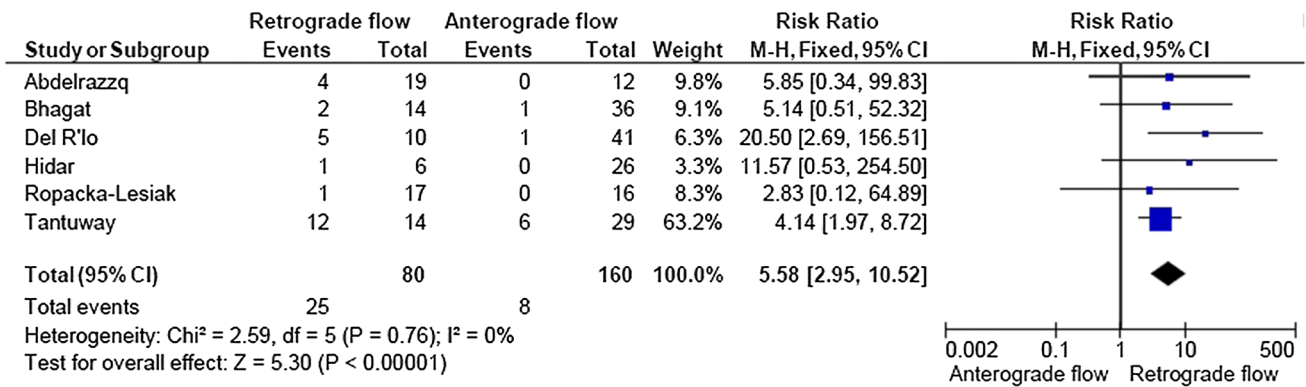 Retrograde flow Anterograde flow Risk Ratio Risk Ratio
Study or Subgroup Events Total Events Total Weight M-H, Fixed, 95% CI M-H, Fixed, 95% CI
Abdelrazzq 4 19 0 12 9.8% 5.85 [0.34, 99.83]
Bhagat 2 14 1 36 9.1% 5.14 [0.51, 52.32]
Del R'lo 5 10 1 41 6.3% 20.50 [2.69, 156.51]
Hidar 1 6 0 26 3.3% 11.57 [0.53, 254.50]
Ropacka-Lesiak 1 17 0 16 8.3% 2.83 [0.12, 64.89]
Tantuway 12 14 6 29 63.2% 4.14 [1.97, 8.72]
Total (95% CI) 80 160 100.0% 5.58 [2.95, 10.52]
Total events 25 8
Heterogeneity: Chi² = 2.59, df = 5 (P = 0.76); I² = 0%
Test for overall effect: Z = 5.30 (P < 0.00001)
0.002 0.1 1 10 500
Anterograde flow Retrograde flow